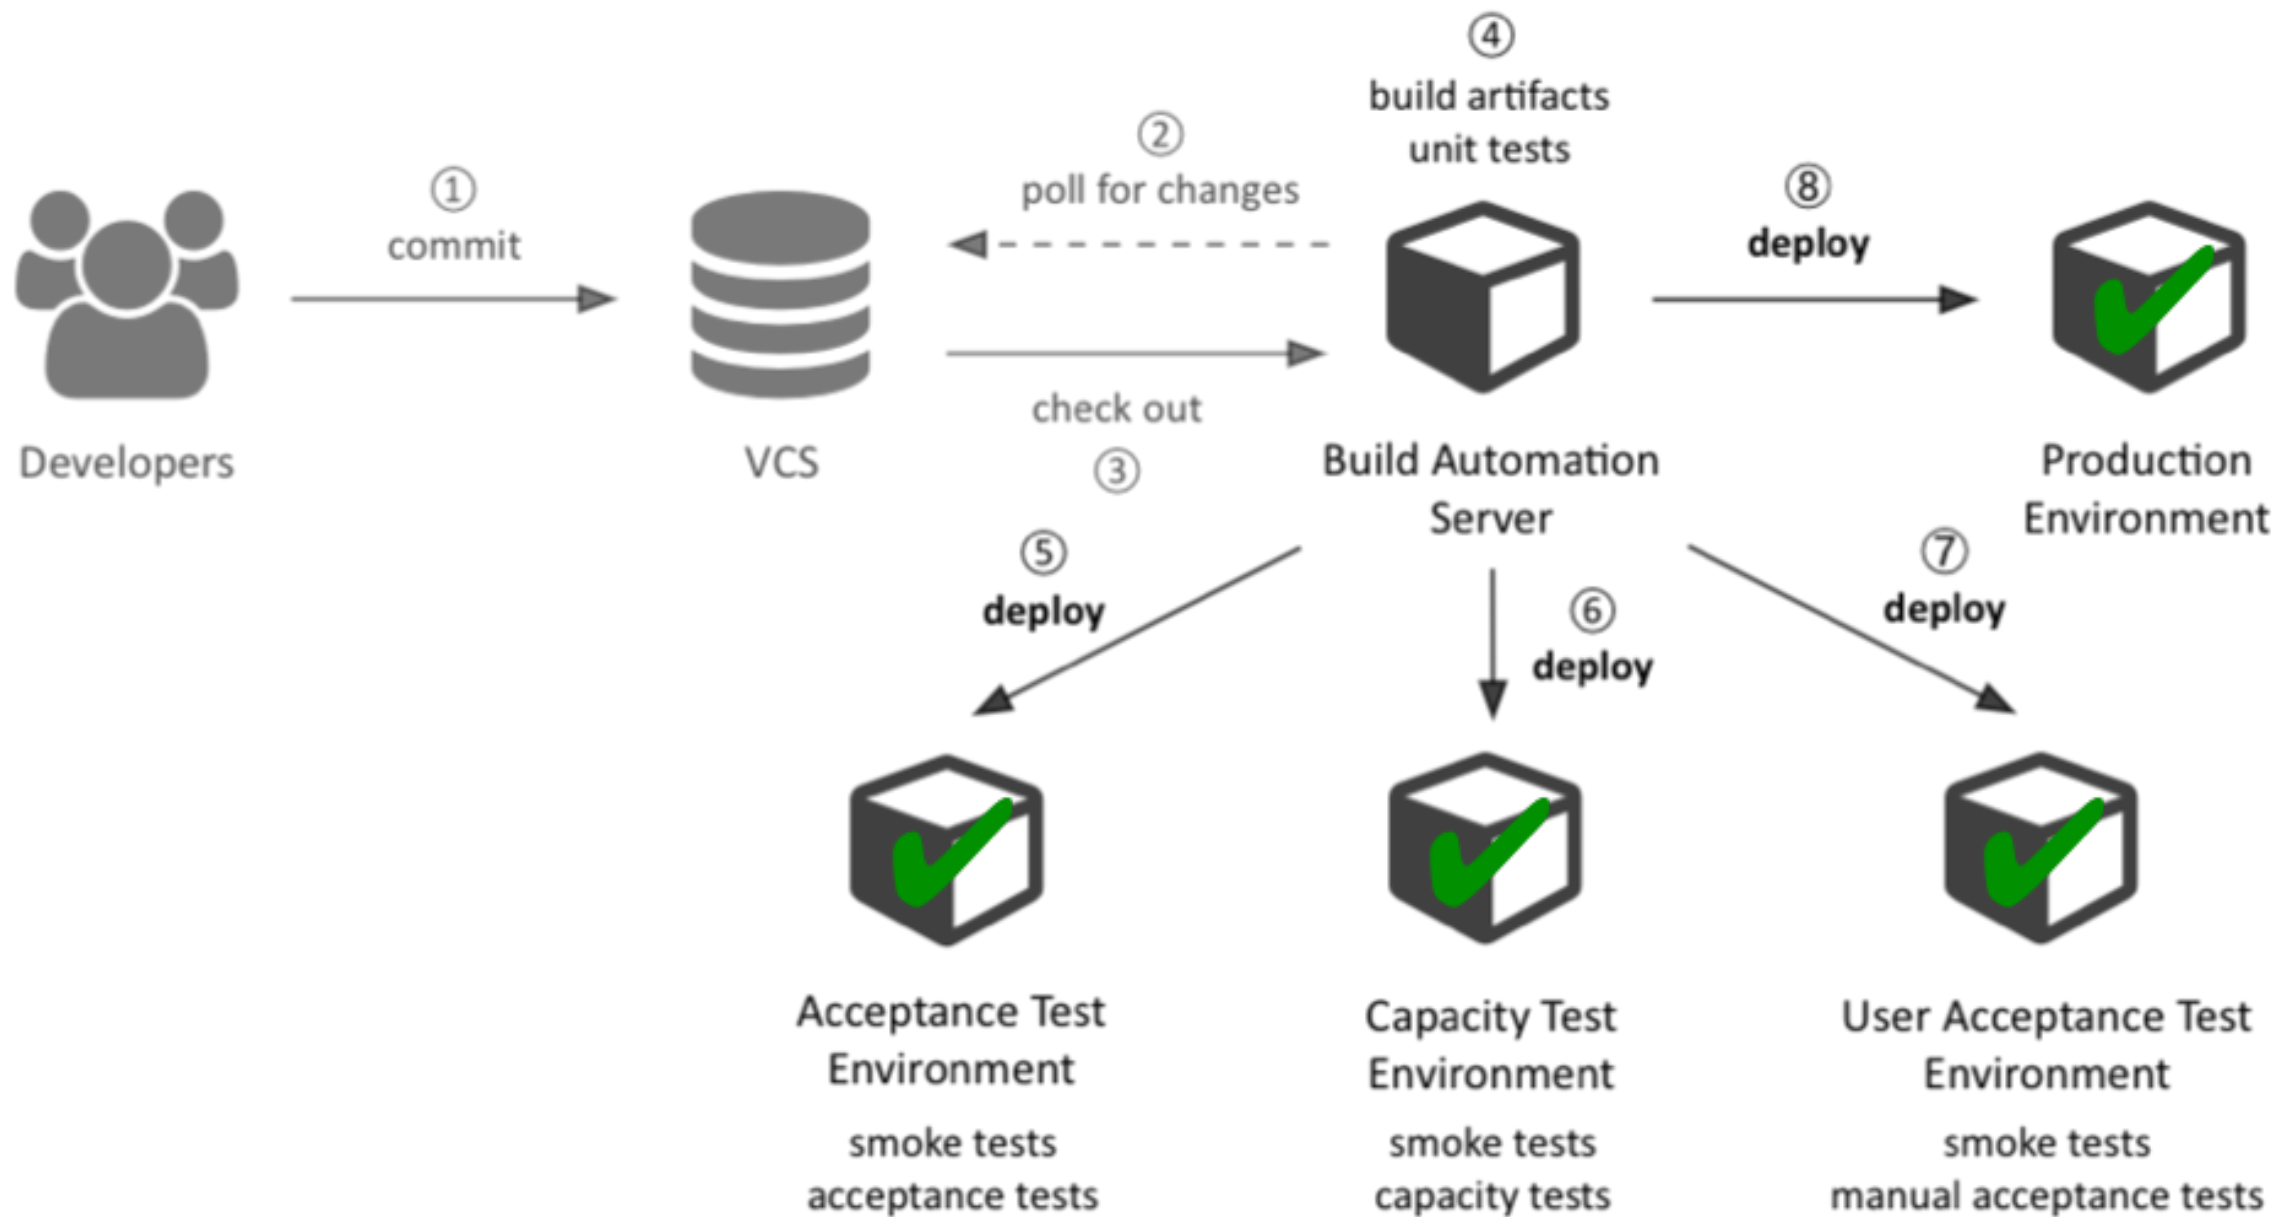 ①
commit
Developers
VCS
②
poll for changes
check out
③
④
build artifacts
unit tests
Build Automation
Server
⑧
deploy
Production
Environment
⑤
deploy
⑥
deploy
⑦
deploy
Acceptance Test
Environment
smoke tests
acceptance tests
Capacity Test
Environment
smoke tests
capacity tests
User Acceptance Test
Environment
smoke tests
manual acceptance tests